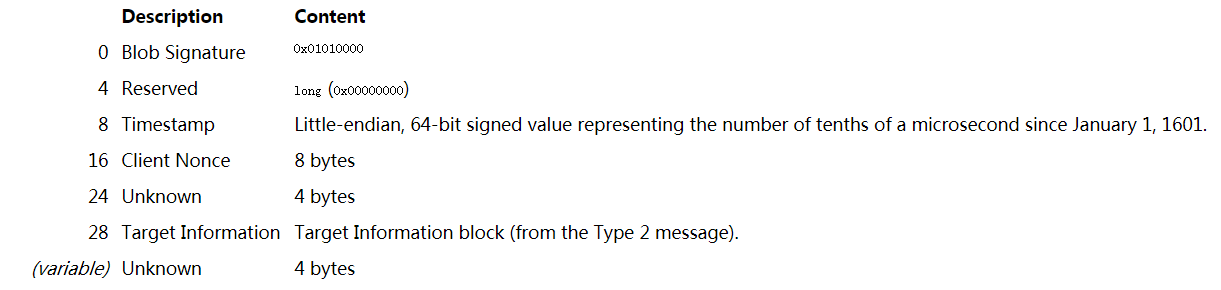 Description Content
0 Blob Signature 0x01010000
4 Reserved long (0x00000000)
8 Timestamp Little-endian, 64-bit signed value representing the number of tenths of a microsecond since January 1, 1601.
16 Client Nonce 8 bytes
24 Unknown 4 bytes
28 Target Information Target Information block (from the Type 2 message).
(variable) Unknown 4 bytes